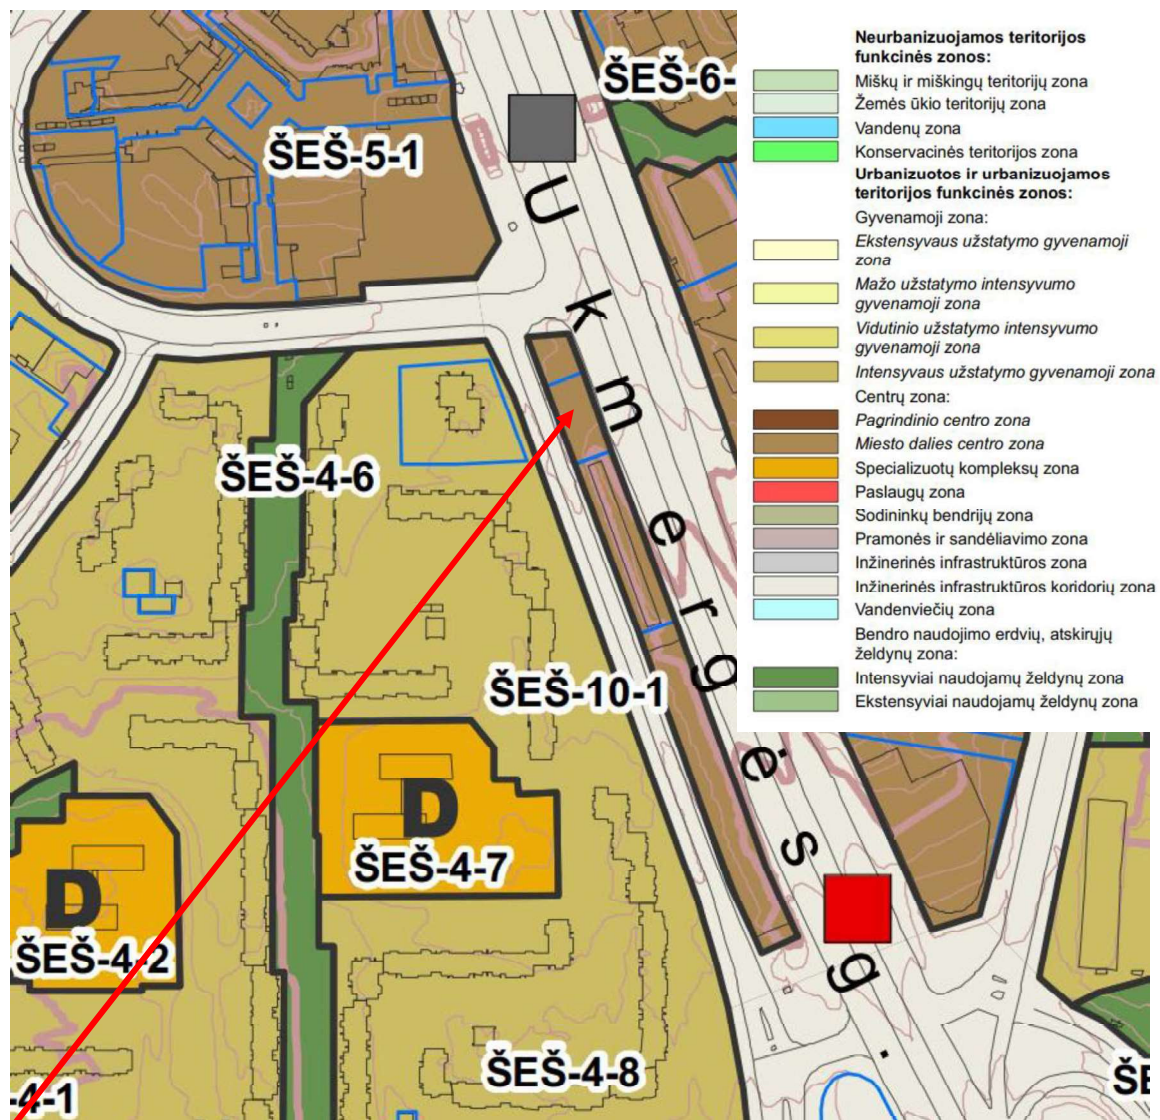 ŠEŠ-6-
ŠEŠ-5-1
Ukmergės g
ŠEŠ-4-6
ŠEŠ-10-1
D
ŠEŠ-4-7
D
ŠEŠ-4-2
ŠEŠ-4-8
-4-1
ŠE
Neurbanizuojamos teritorijos
funkcinės zonos:
Miškų ir miškingų teritorijų zona
Žemės ūkio teritorijų zona
Vandenų zona
Konservacinės teritorijos zona
Urbanizuotos ir urbanizuojamos
teritorijos funkcinės zonos:
Gyvenamoji zona:
Ekstensyvaus užstatymo gyvenamoji
zona
Mažo užstatymo intensyvumo
gyvenamoji zona
Vidutinio užstatymo intensyvumo
gyvenamoji zona
Intensyvaus užstatymo gyvenamoji zona
Centrų zona:
Pagrindinio centro zona
Miesto dalies centro zona
Specializuotų kompleksų zona
Paslaugų zona
Sodininkų bendrijų zona
Pramonės ir sandėliavimo zona
Inžinerinės infrastruktūros zona
Inžinerinės infrastruktūros koridorių zona
Vandenviečių zona
Bendro naudojimo erdvių, atskirųjų
želdynų zona:
Intensyviai naudojamų želdynų zona
Ekstensyviai naudojamų želdynų zona